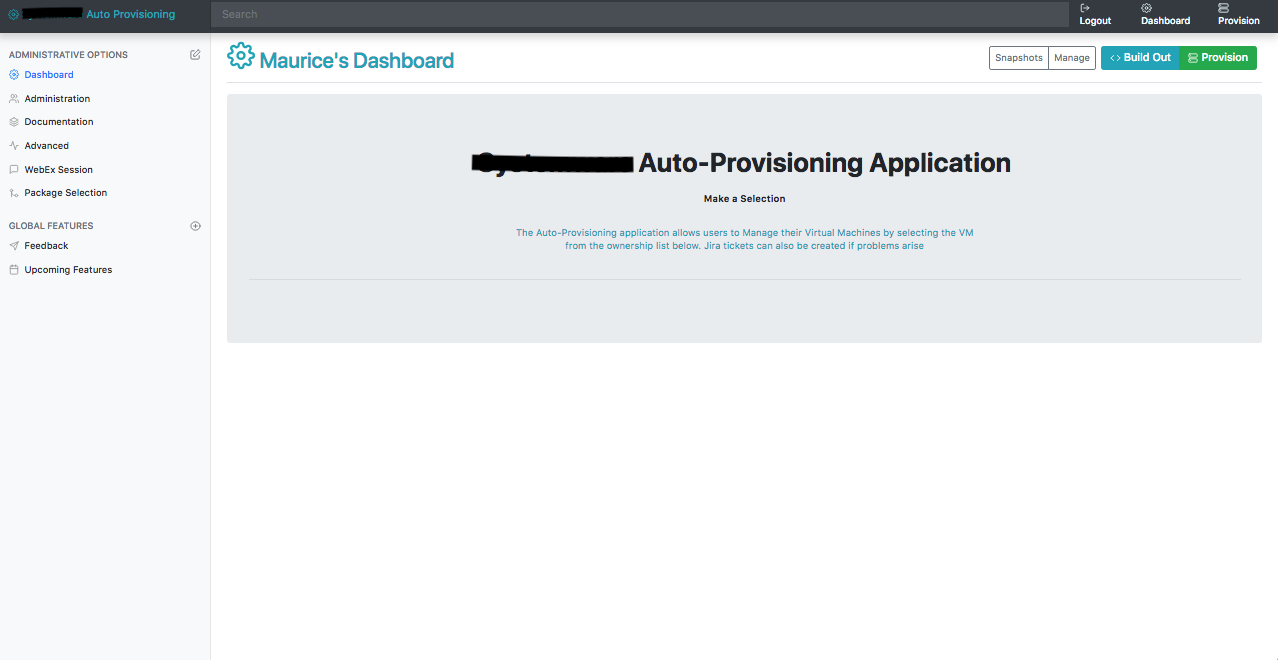 Auto Provisioning
Search
Logout
Dashboard
Provision
ADMINISTRATIVE OPTIONS
Dashboard
Administration
Documentation
Advanced
WebEx Session
Package Selection
GLOBAL FEATURES
Feedback
Upcoming Features
Maurice's Dashboard
Snapshots
Manage
Build Out
Provision
Auto-Provisioning Application
Make a Selection
The Auto-Provisioning application allows users to Manage their Virtual Machines by selecting the VM
from the ownership list below. Jira tickets can also be created if problems arise